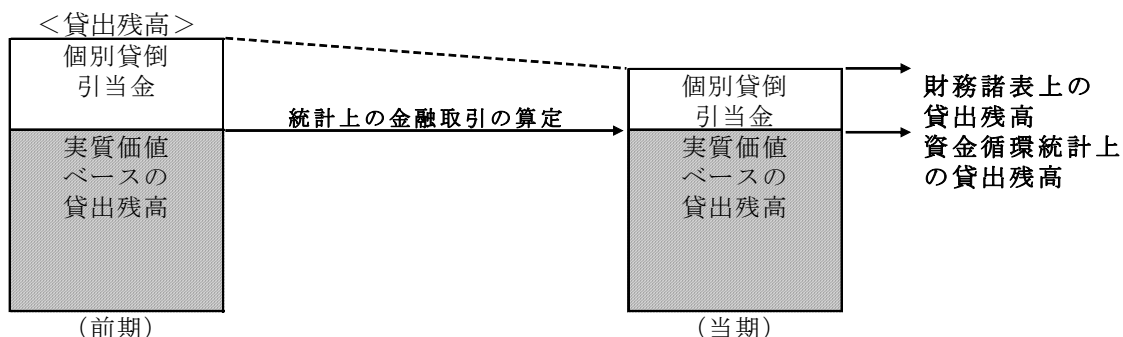 ＜貸出残高＞
個別貸倒
引当金
実質価値
ベースの
貸出残高
（前期）
統計上の金融取引の算定
個別貸倒
引当金
実質価値
ベースの
貸出残高
（当期）
財務諸表上の
貸出残高
資金循環統計上
の貸出残高